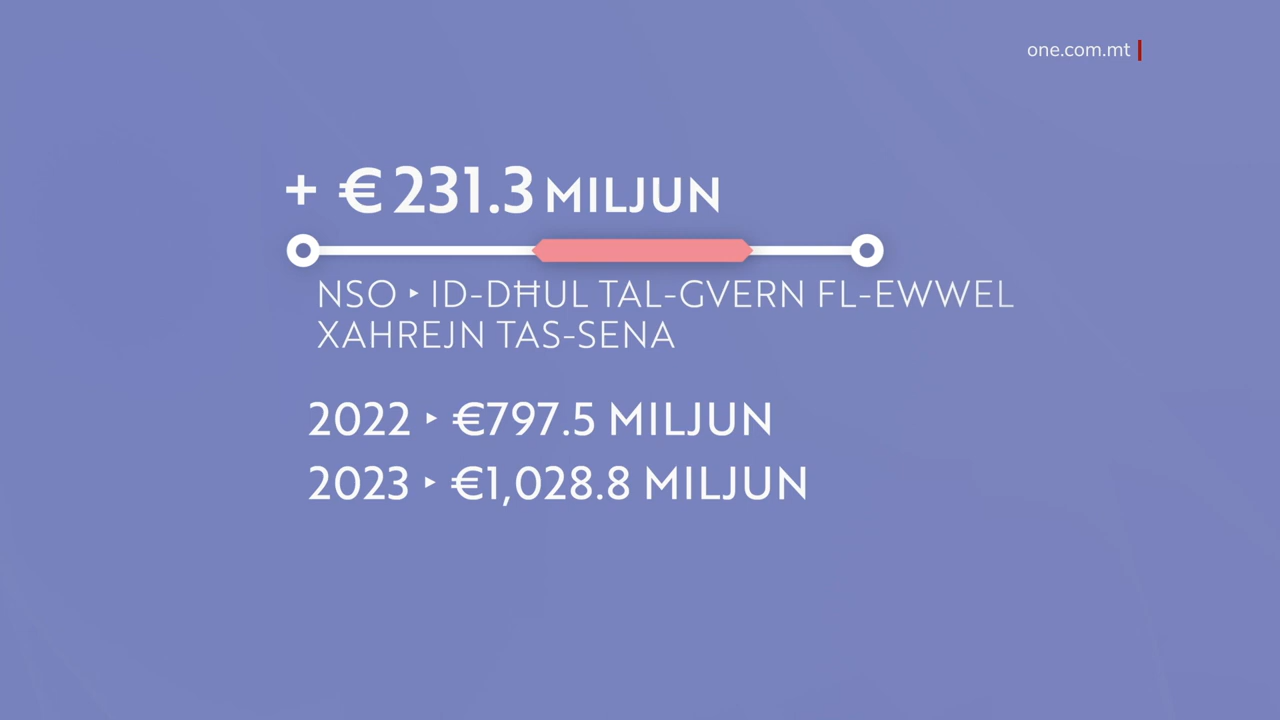 one.com.mt
+ €231.3 MILJUN
NSO ‣ ID-DĦUL TAL-GVERN FL-EWWEL
XAHREJN TAS-SENA
2022 ‣ €797.5 MILJUN
2023 ‣ €1,028.8 MILJUN